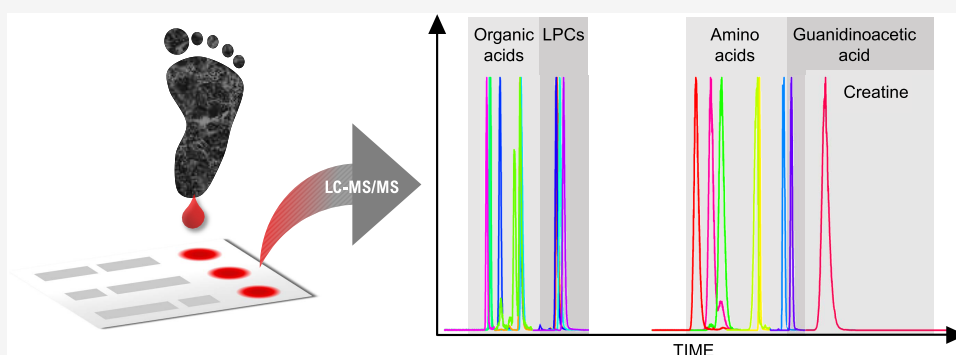 Organic
acids
LPCs
Amino
acids
Guanidinoacetic
acid
Creatine
LC-MS/MS
TIME